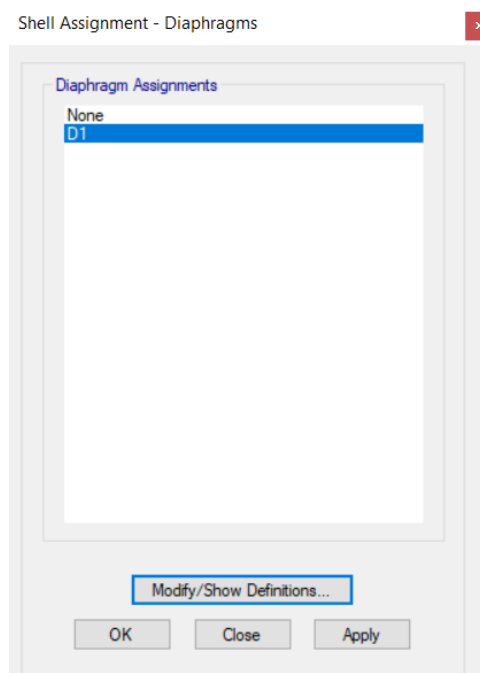 Shell Assignment - Diaphragms
Diaphragm Assignments
None
D1
Modify/Show Definitions...
OK Close Apply